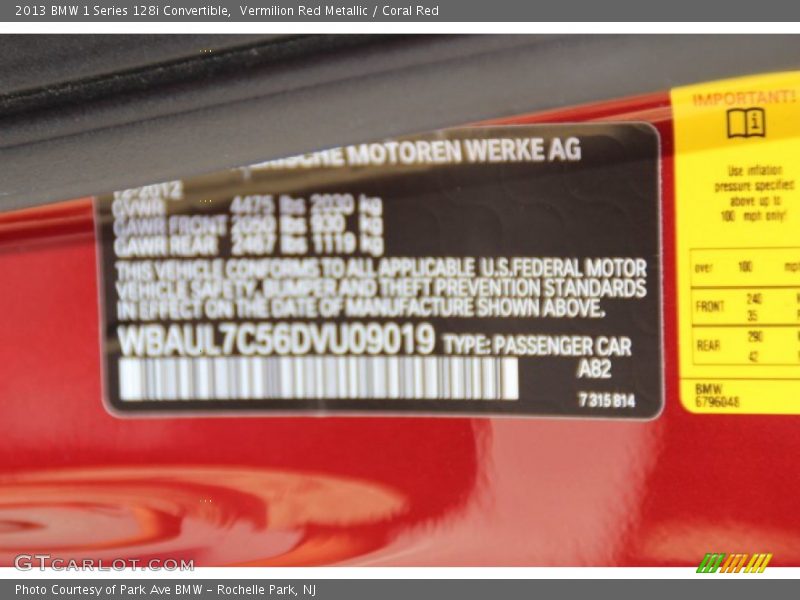 2013 BMW 1 Series 128i Convertible, Vermilion Red Metallic / Coral Red
MOTOREN WERKE AG
GVWR 4475 lbs 2030 kg
GAWR FRONT 2050 lbs 930 kg
GAWR REAR 2467 lbs 1119 kg
THIS VEHICLE CONFORMS TO ALL APPLICABLE U.S.FEDERAL MOTOR
VEHICLE SAFETY, BUMPER AND THEFT PREVENTION STANDARDS
IN EFFECT ON THE DATE OF MANUFACTURE SHOWN ABOVE.
WBAUL7C56DVU09019 TYPE: PASSENGER CAR
A82
7 315 814
IMPORTANT!
i
Use inflation
pressure specified
above up to
100 mph only!
over 100 mph
FRONT 240
35
REAR 290
42
BMW
6796048
GTCARLOT.COM
Photo Courtesy of Park Ave BMW - Rochelle Park, NJ